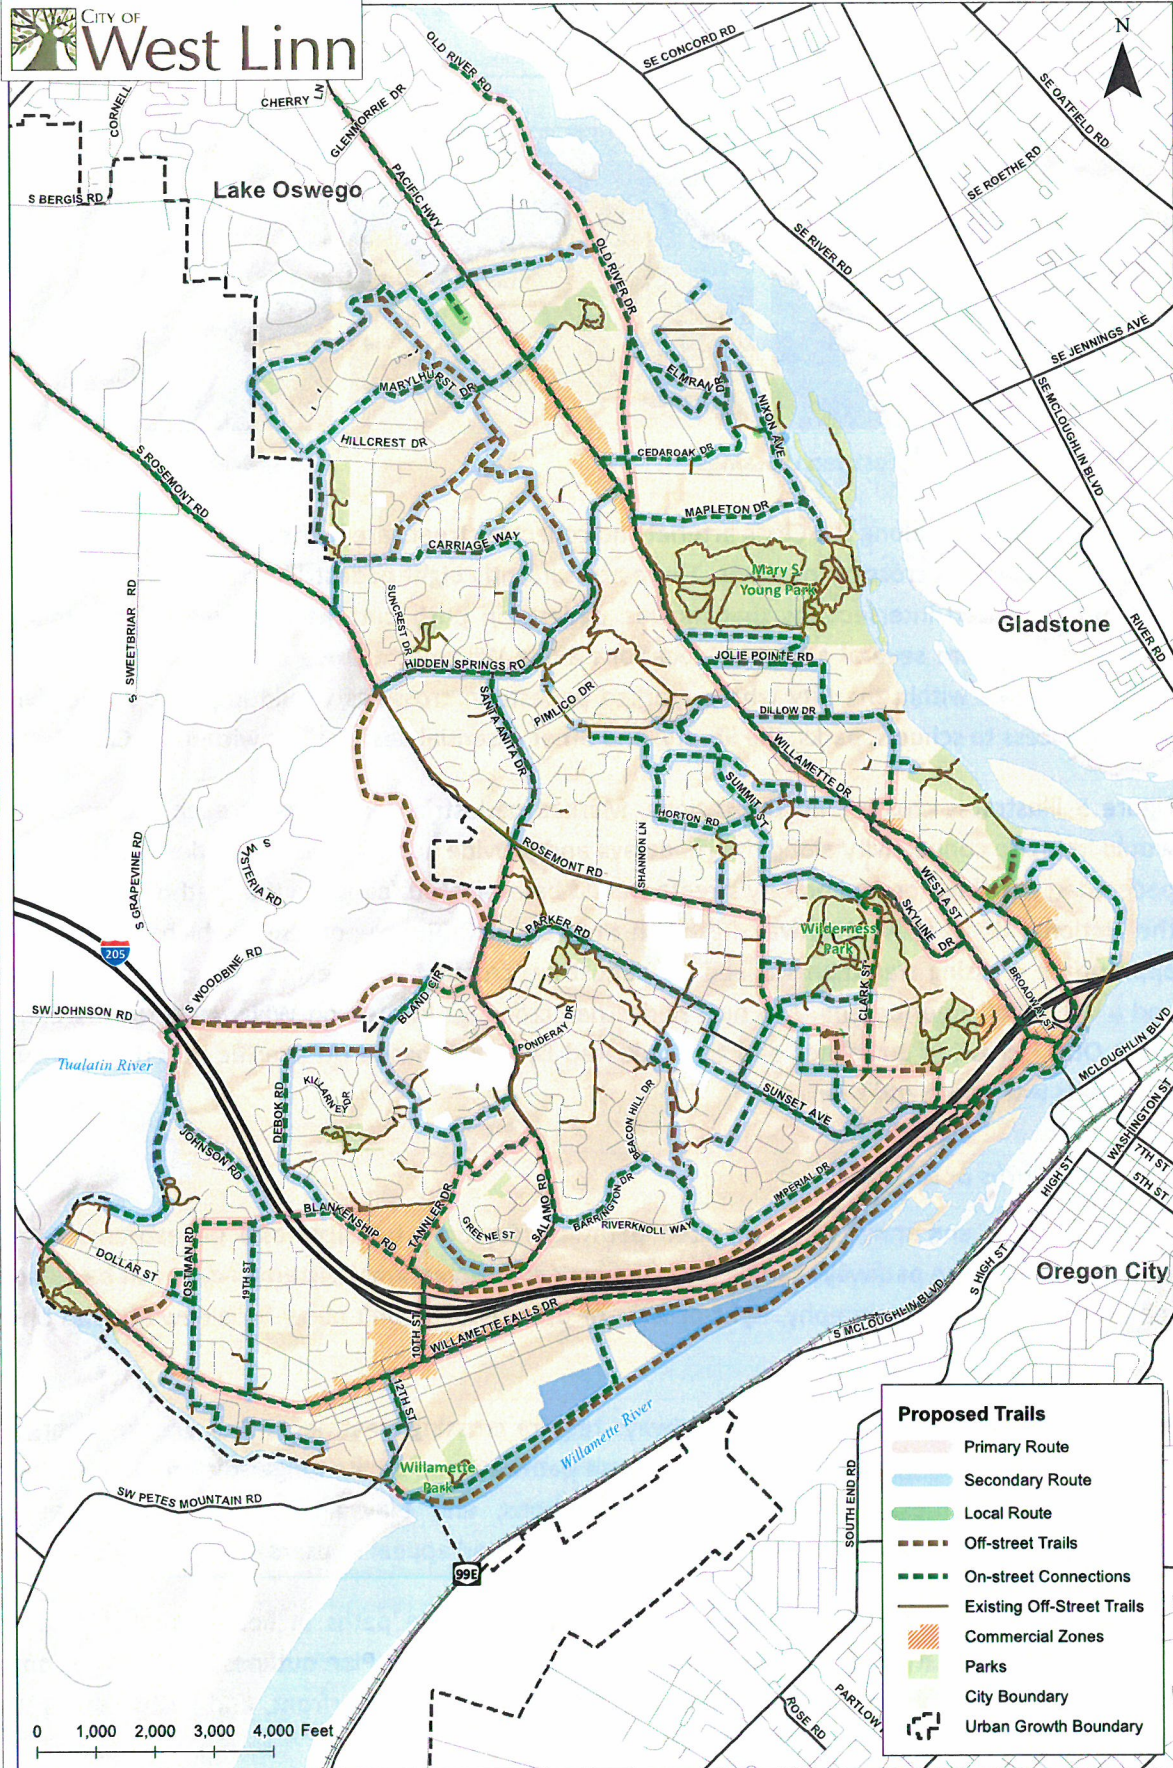 CITY OF
West Linn
N
OLD RIVER RD
SE CONCORD RD
SE OATFIELD RD
CORNELL
CHERRY LN
GLENMORRIE DR
PACIFIC HWY
SE ROETHE RD
S BERGIS RD
Lake Oswego
SE RIVER RD
OLD RIVER DR
SE JENNINGS AVE
SE MCLOUGHLIN BLVD
MARYLHURST DR
ELMRAN DR
NIXON AVE
HILLCREST DR
CEDAROAK DR
S ROSEMONT RD
MAPLETON DR
CARRIAGE WAY
Mary S.
Young Park
SUNCREST DR
S SWEETBRIAR RD
Gladstone
RIVER RD
JOLIE POINTE RD
HIDDEN SPRINGS RD
PIMLICO DR
SANTA ANITA DR
DILLOW DR
WILLAMETTE DR
SUMMIT ST
HORTON RD
SHANNON LN
ROSEMONT RD
S GRAPEVINE RD
S WISTERIA RD
WEST A ST
SKYLINE DR
PARKER RD
Wilderness
Park
205
S WOODBINE RD
BLAND CIR
CLARK ST
BROADWAY ST
SW JOHNSON RD
PONDERAY DR
MCLOUGHLIN BLVD
Tualatin River
KILLARNEY DR
DEBOK RD
BEACON HILL DR
SUNSET AVE
WASHINGTON ST
7TH ST
5TH ST
HIGH ST
JOHNSON RD
IMPERIAL DR
BARRINGTON DR
RIVERKNOLL WAY
SALAMO RD
TANNLER DR
GREENE ST
BLANKENSHIP RD
DOLLAR ST
OSTMAN RD
19TH ST
S HIGH ST
Oregon City
10TH ST
WILLAMETTE FALLS DR
S MCLOUGHLIN BLVD
12TH ST
Willamette River
Willamette
Park
SW PETES MOUNTAIN RD
SOUTH END RD
99E
ROSE RD
PARTLOW
Proposed Trails
Primary Route
Secondary Route
Local Route
Off-street Trails
On-street Connections
Existing Off-Street Trails
Commercial Zones
Parks
City Boundary
Urban Growth Boundary
0 1,000 2,000 3,000 4,000 Feet